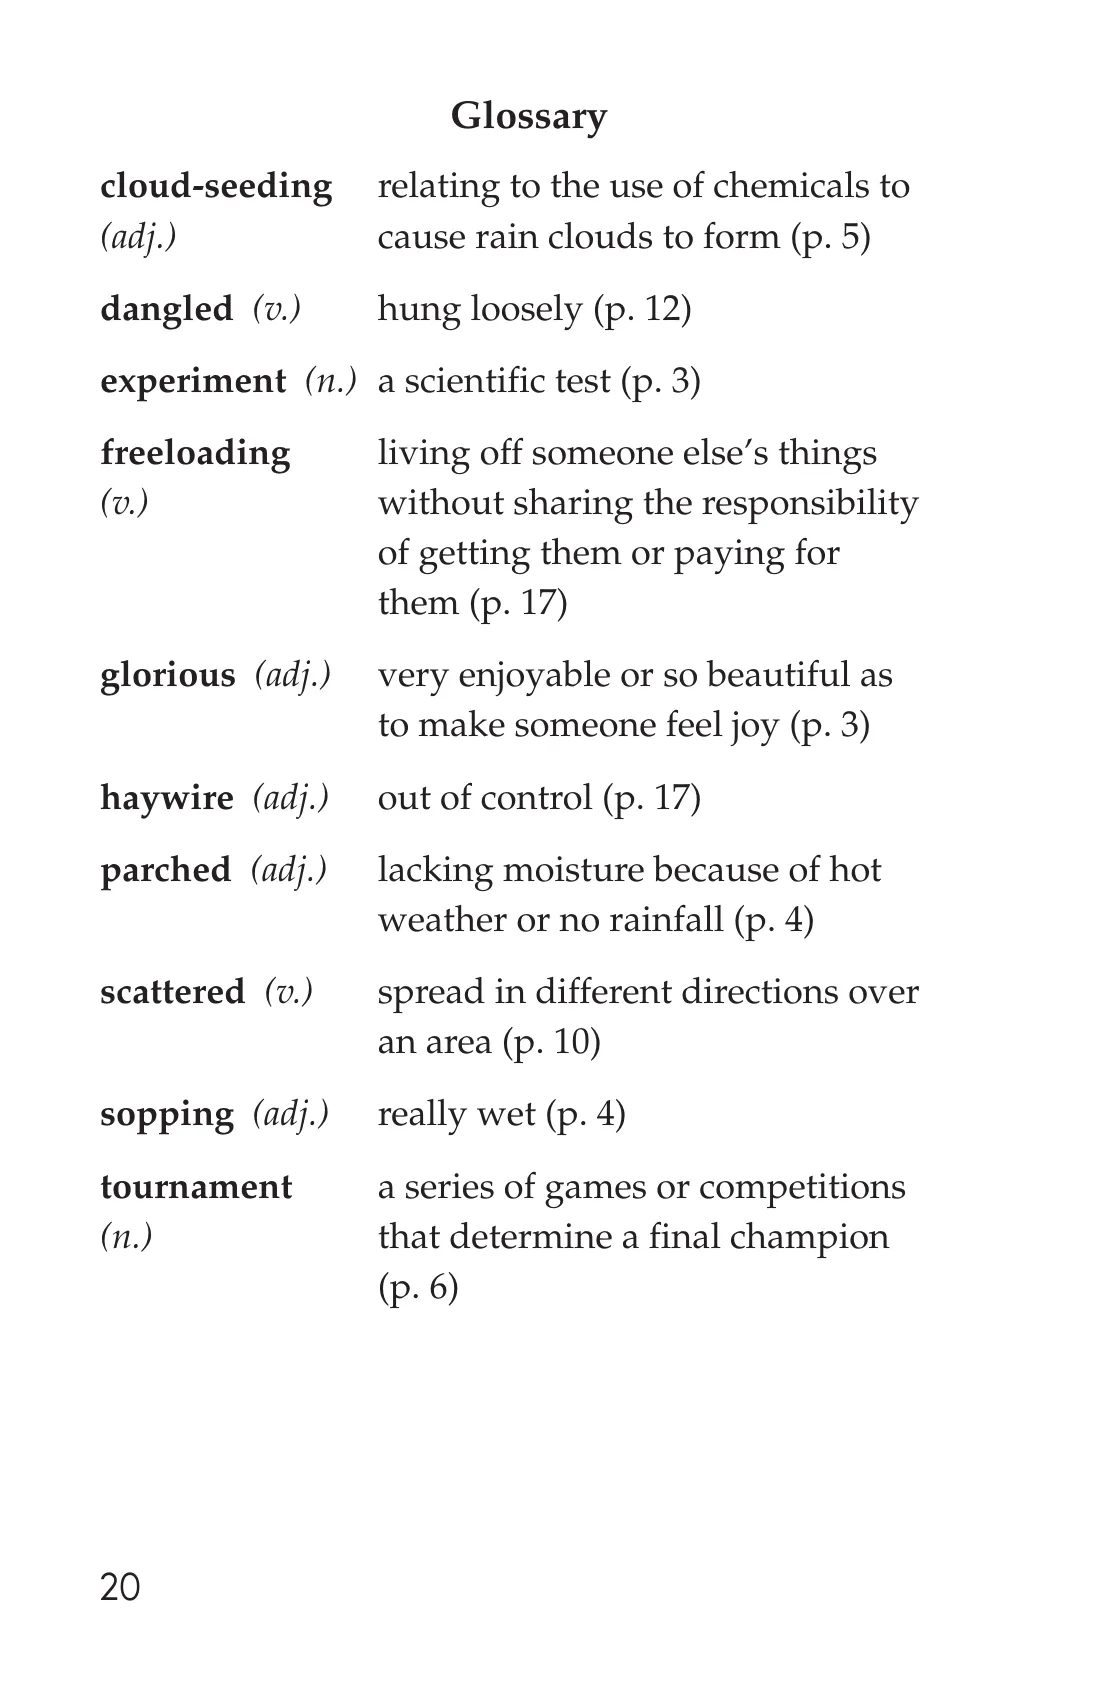 Glossary
cloud-seeding relating to the use of chemicals to
(adj.) cause rain clouds to form (p. 5)
dangled (v.) hung loosely (p. 12)
experiment (n.) a scientific test (p. 3)
freeloading living off someone else’s things
(v.) without sharing the responsibility
of getting them or paying for
them (p. 17)
glorious (adj.) very enjoyable or so beautiful as
to make someone feel joy (p. 3)
haywire (adj.) out of control (p. 17)
parched (adj.) lacking moisture because of hot
weather or no rainfall (p. 4)
scattered (v.) spread in different directions over
an area (p. 10)
sopping (adj.) really wet (p. 4)
tournament a series of games or competitions
(n.) that determine a final champion
(p. 6)
20